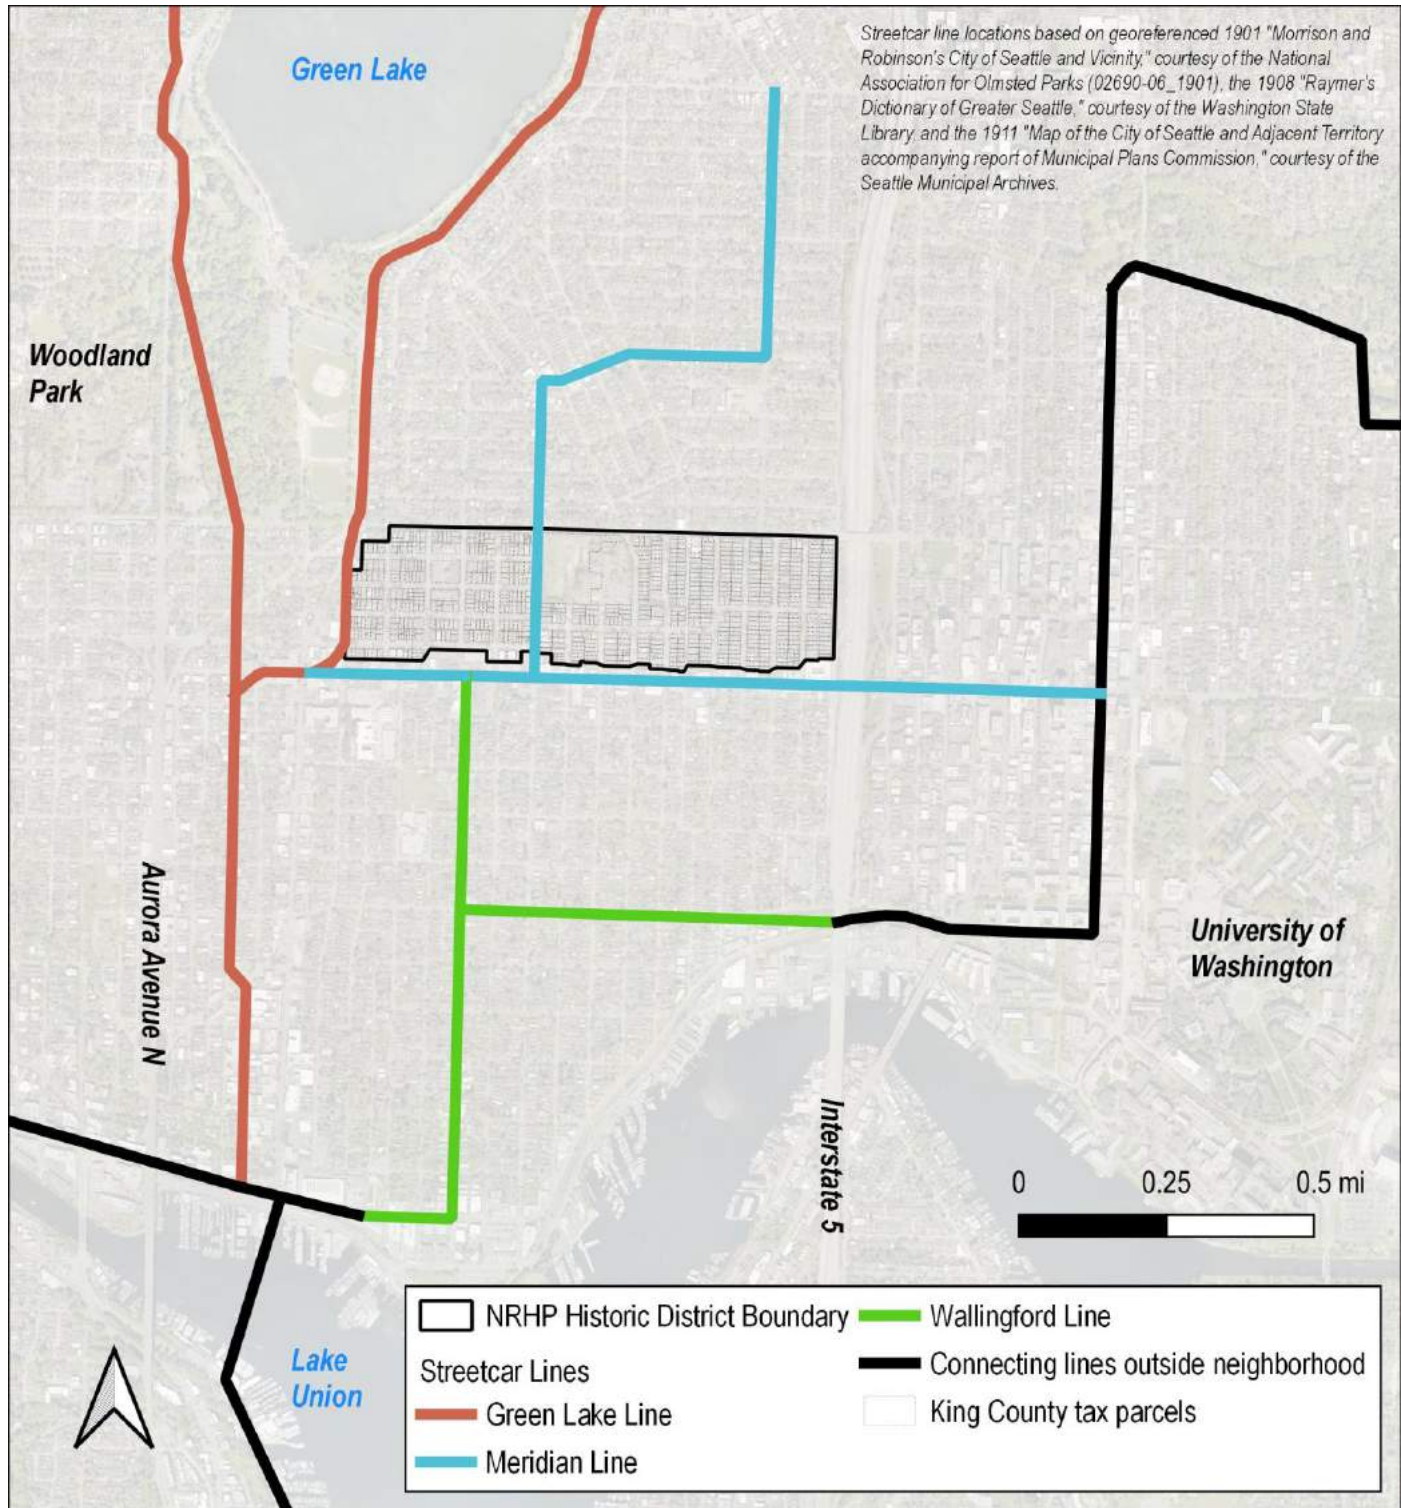 Streetcar line locations based on georeferenced 1901 "Morrison and
Robinson's City of Seattle and Vicinity," courtesy of the National
Association for Olmsted Parks (02690-06_1901), the 1908 "Raymer's
Dictionary of Greater Seattle," courtesy of the Washington State
Library, and the 1911 "Map of the City of Seattle and Adjacent Territory
accompanying report of Municipal Plans Commission," courtesy of the
Seattle Municipal Archives.
Green Lake
Woodland
Park
Aurora Avenue N
University of
Washington
Interstate 5
0 0.25 0.5 mi
Lake
Union
NRHP Historic District Boundary
Streetcar Lines
Green Lake Line
Meridian Line
Wallingford Line
Connecting lines outside neighborhood
King County tax parcels